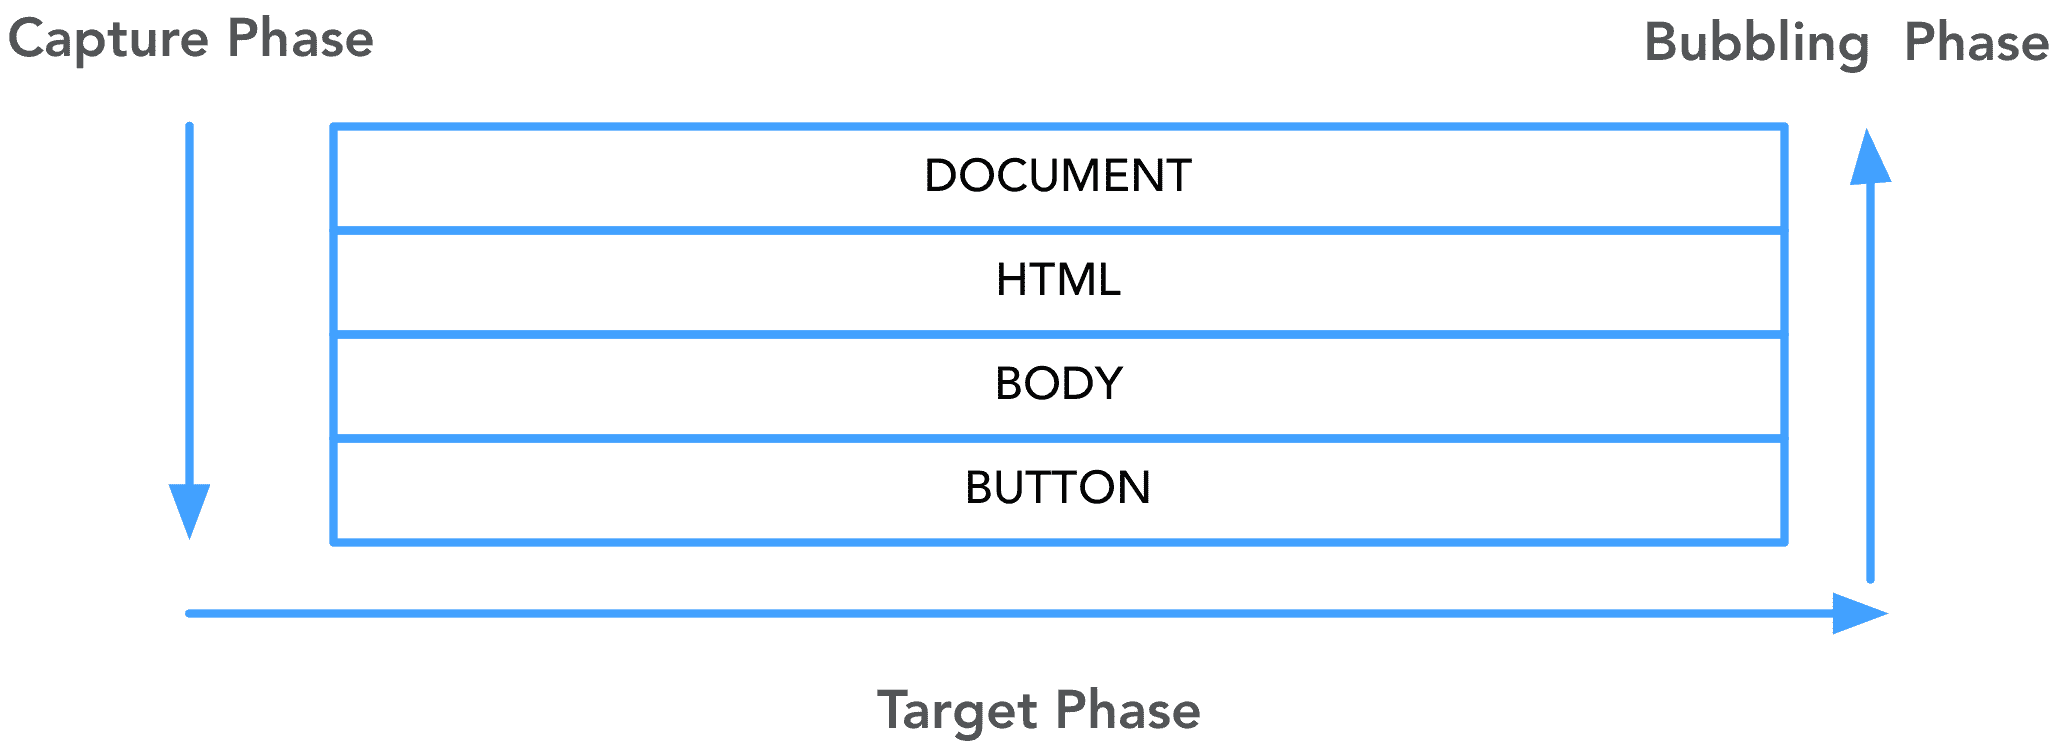 Capture Phase
Bubbling Phase
DOCUMENT
HTML
BODY
BUTTON
Target Phase